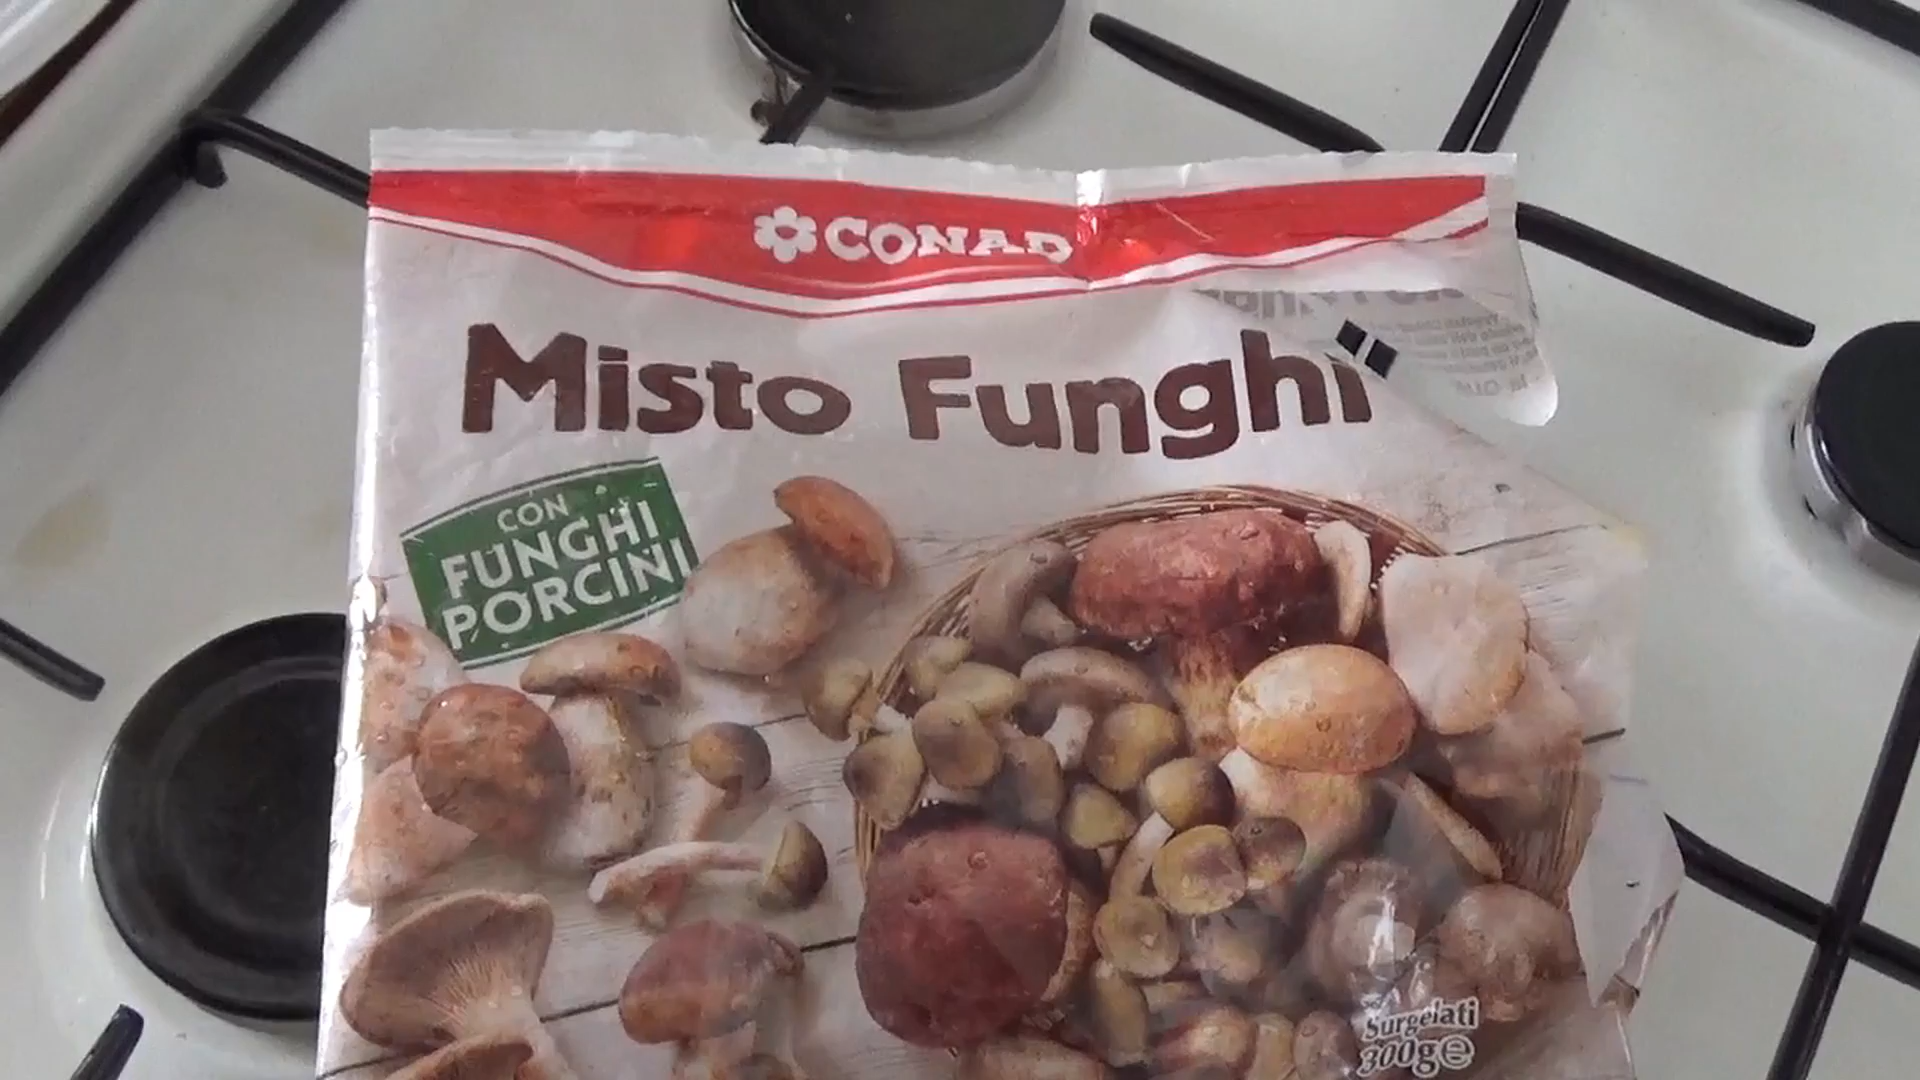 CONAD
Misto Funghi
CON
FUNGHI
PORCINI
Surgelati
300g e